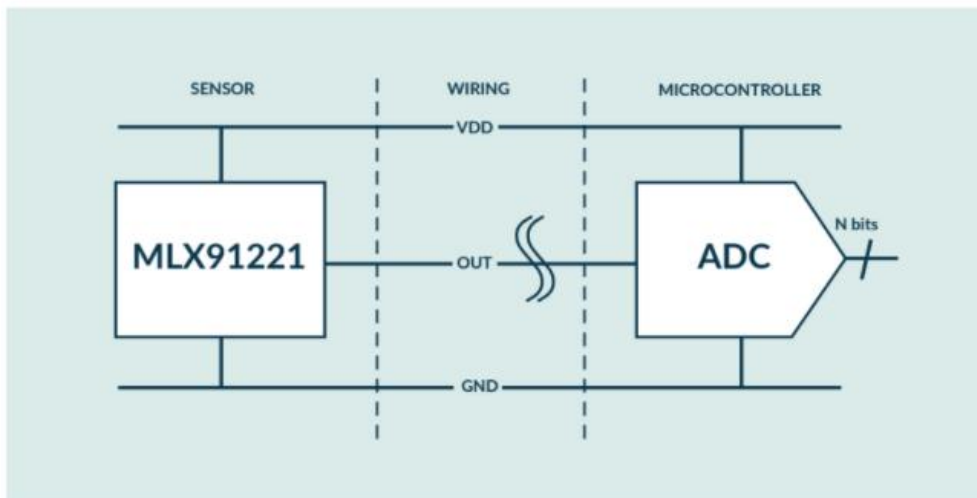 SENSOR
WIRING
MICROCONTROLLER
VDD
MLX91221
OUT
ADC
N bits
GND